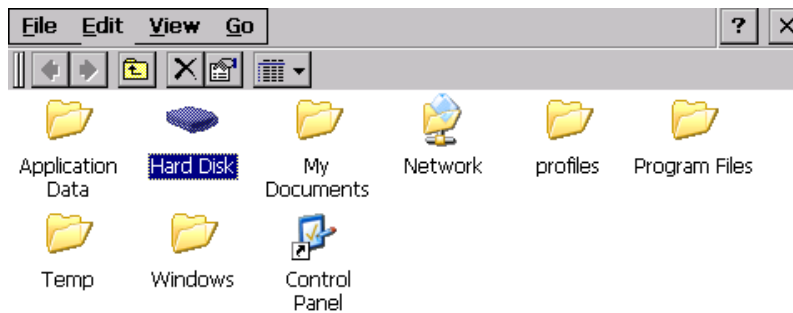 File Edit View Go ?
Application Data
Hard Disk
My Documents
Network
profiles
Program Files
Temp
Windows
Control Panel